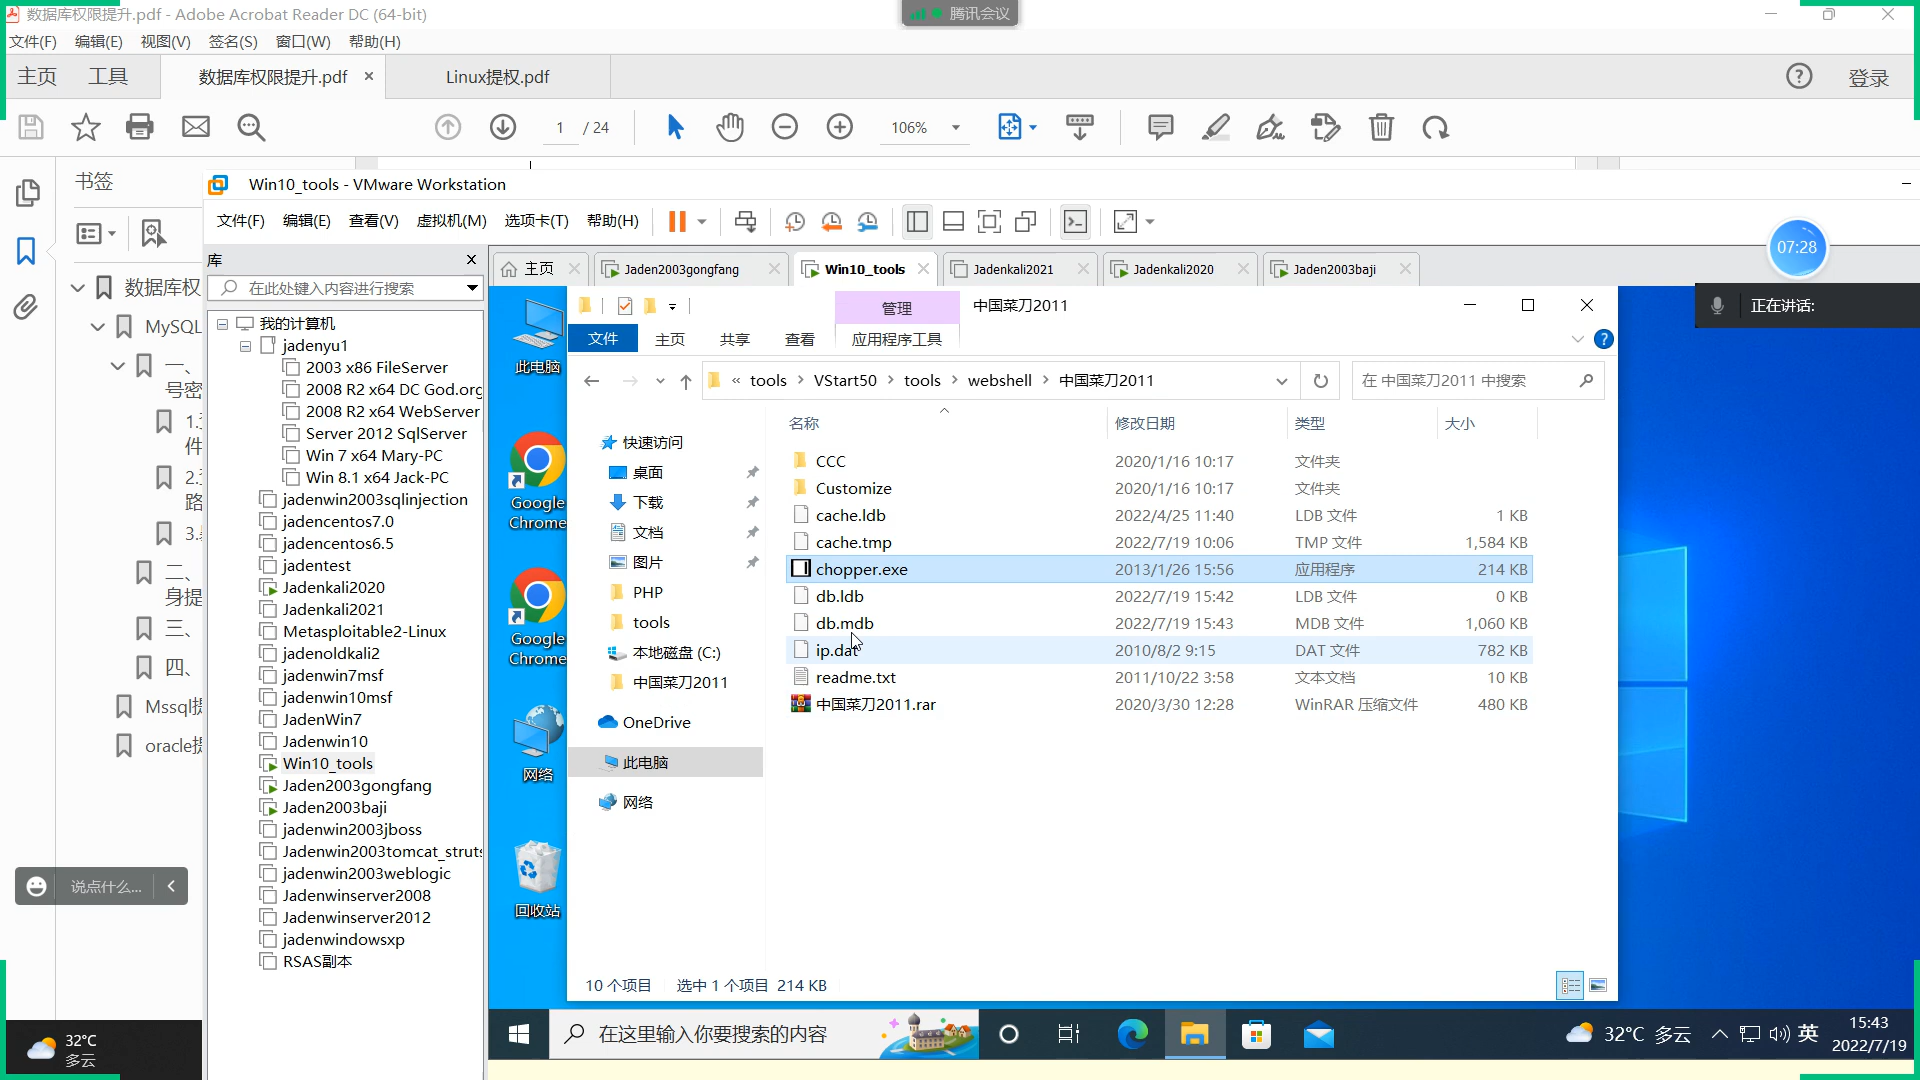 数据库权限提升.pdf - Adobe Acrobat Reader DC (64-bit)
腾讯会议
文件(F) 编辑(E) 视图(V) 签名(S) 窗口(W) 帮助(H)
主页 工具 数据库权限提升.pdf × Linux提权.pdf 登录
1 / 24 106%
书签
数据库权
MySQL
一、
号密
1.
件
2.
路
3.
二、
身提
三、
四、
Mssql
oracle
说点什么...
32°C
多云
Win10_tools - VMware Workstation
文件(F) 编辑(E) 查看(V) 虚拟机(M) 选项卡(T) 帮助(H)
07:28
正在讲话:
库
在此处键入内容进行搜索
我的计算机
jadenyu1
2003 x86 FileServer
2008 R2 x64 DC God.org
2008 R2 x64 WebServer
Server 2012 SqlServer
Win 7 x64 Mary-PC
Win 8.1 x64 Jack-PC
jadenwin2003sqlinjection
jadencentos7.0
jadencentos6.5
jadentest
Jadenkali2020
Jadenkali2021
Metasploitable2-Linux
jadenoldkali2
jadenwin7msf
jadenwin10msf
JadenWin7
Jadenwin10
Win10_tools
Jaden2003gongfang
Jaden2003baji
jadenwin2003jboss
Jadenwin2003tomcat_struts
jadenwin2003weblogic
Jadenwinserver2008
Jadenwinserver2012
jadenwindowsxp
RSAS副本
主页 Jaden2003gongfang Win10_tools Jadenkali2021 Jadenkali2020 Jaden2003baji
此电脑
Google Chrome
Google Chrome
网络
回收站
管理 中国菜刀2011
文件 主页 共享 查看 应用程序工具
« tools › VStart50 › tools › webshell › 中国菜刀2011
在 中国菜刀2011 中搜索
快速访问
桌面
下载
文档
图片
PHP
tools
本地磁盘 (C:)
中国菜刀2011
OneDrive
此电脑
网络
名称 修改日期 类型 大小
CCC 2020/1/16 10:17 文件夹
Customize 2020/1/16 10:17 文件夹
cache.ldb 2022/4/25 11:40 LDB 文件 1 KB
cache.tmp 2022/7/19 10:06 TMP 文件 1,584 KB
chopper.exe 2013/1/26 15:56 应用程序 214 KB
db.ldb 2022/7/19 15:42 LDB 文件 0 KB
db.mdb 2022/7/19 15:43 MDB 文件 1,060 KB
ip.dat 2010/8/2 9:15 DAT 文件 782 KB
readme.txt 2011/10/22 3:58 文本文档 10 KB
中国菜刀2011.rar 2020/3/30 12:28 WinRAR 压缩文件 480 KB
10 个项目 选中 1 个项目 214 KB
在这里输入你要搜索的内容
32°C 多云 英 15:43
2022/7/19